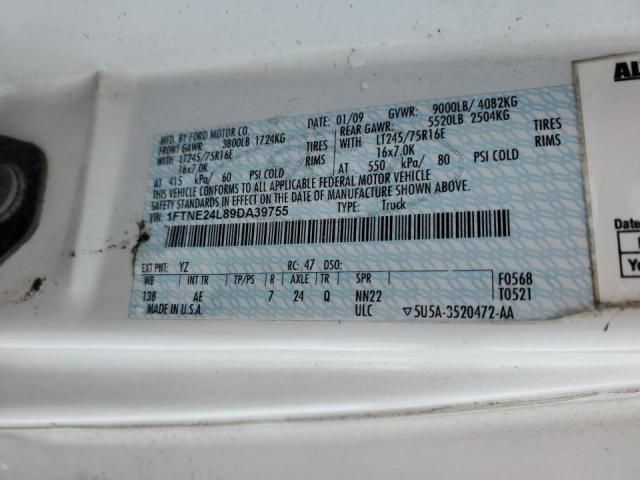 MFD. BY FORD MOTOR CO.
DATE: 01/09
GVWR: 9000LB/ 4082KG
FRONT GAWR: 3800LB 1724KG
REAR GAWR: 5520LB 2504KG
WITH LT245/75R16E TIRES
WITH LT245/75R16E TIRES
16x7.0K RIMS
16x7.0K RIMS
AT 415 kPa/ 60 PSI COLD
AT 550 kPa/ 80 PSI COLD
THIS VEHICLE CONFORMS TO ALL APPLICABLE FEDERAL MOTOR VEHICLE
SAFETY STANDARDS IN EFFECT ON THE DATE OF MANUFACTURE SHOWN ABOVE.
VIN: 1FTNE24L89DA39755
TYPE: Truck
EXT PNT: YZ RC: 47 DSO:
WB INT TR TP/PS R AXLE TR SPR F0568
138 AE 7 24 Q NN22 T0521
MADE IN U.S.A. ULC ▽5U5A-3520472-AA
Date